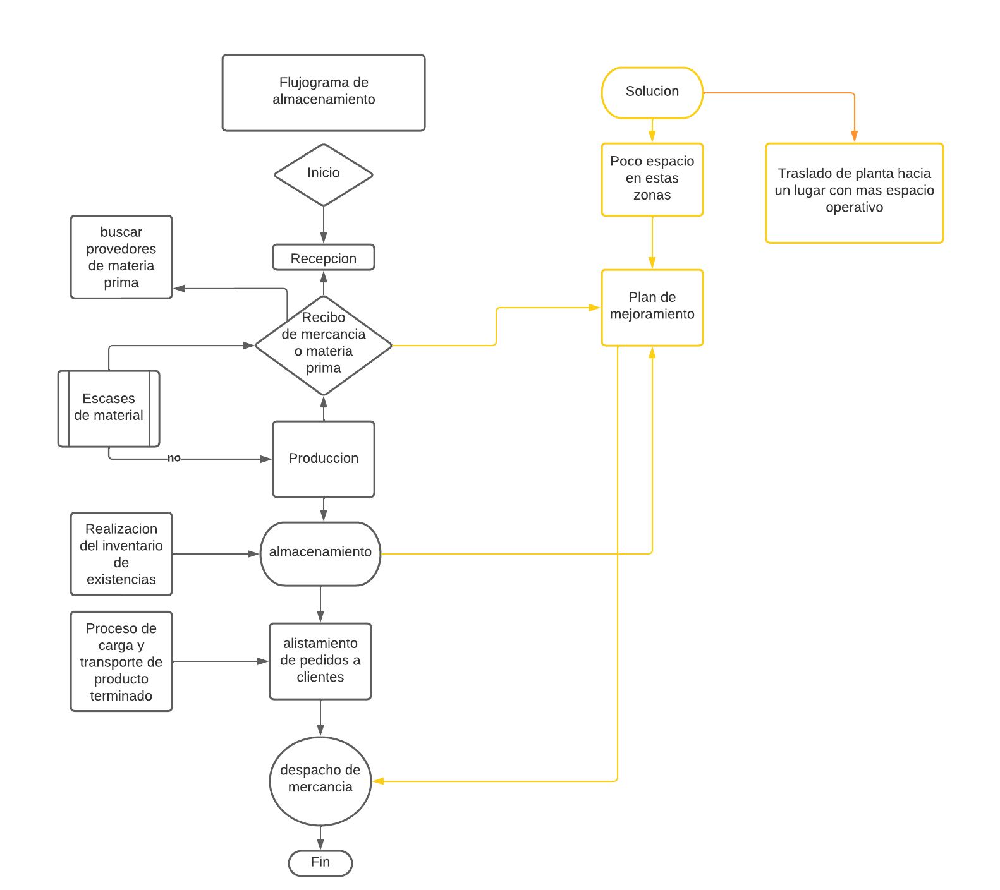 Flujograma de
almacenamiento
Solucion
Inicio
Poco espacio
en estas
zonas
Traslado de planta hacia
un lugar con mas espacio
operativo
buscar
provedores
de materia
prima
Recepcion
Recibo
de mercancia
o materia
prima
Plan de
mejoramiento
Escases
de material
no
Produccion
Realizacion
del inventario
de
existencias
almacenamiento
Proceso de
carga y
transporte de
producto
terminado
alistamiento
de pedidos a
clientes
despacho de
mercancia
Fin